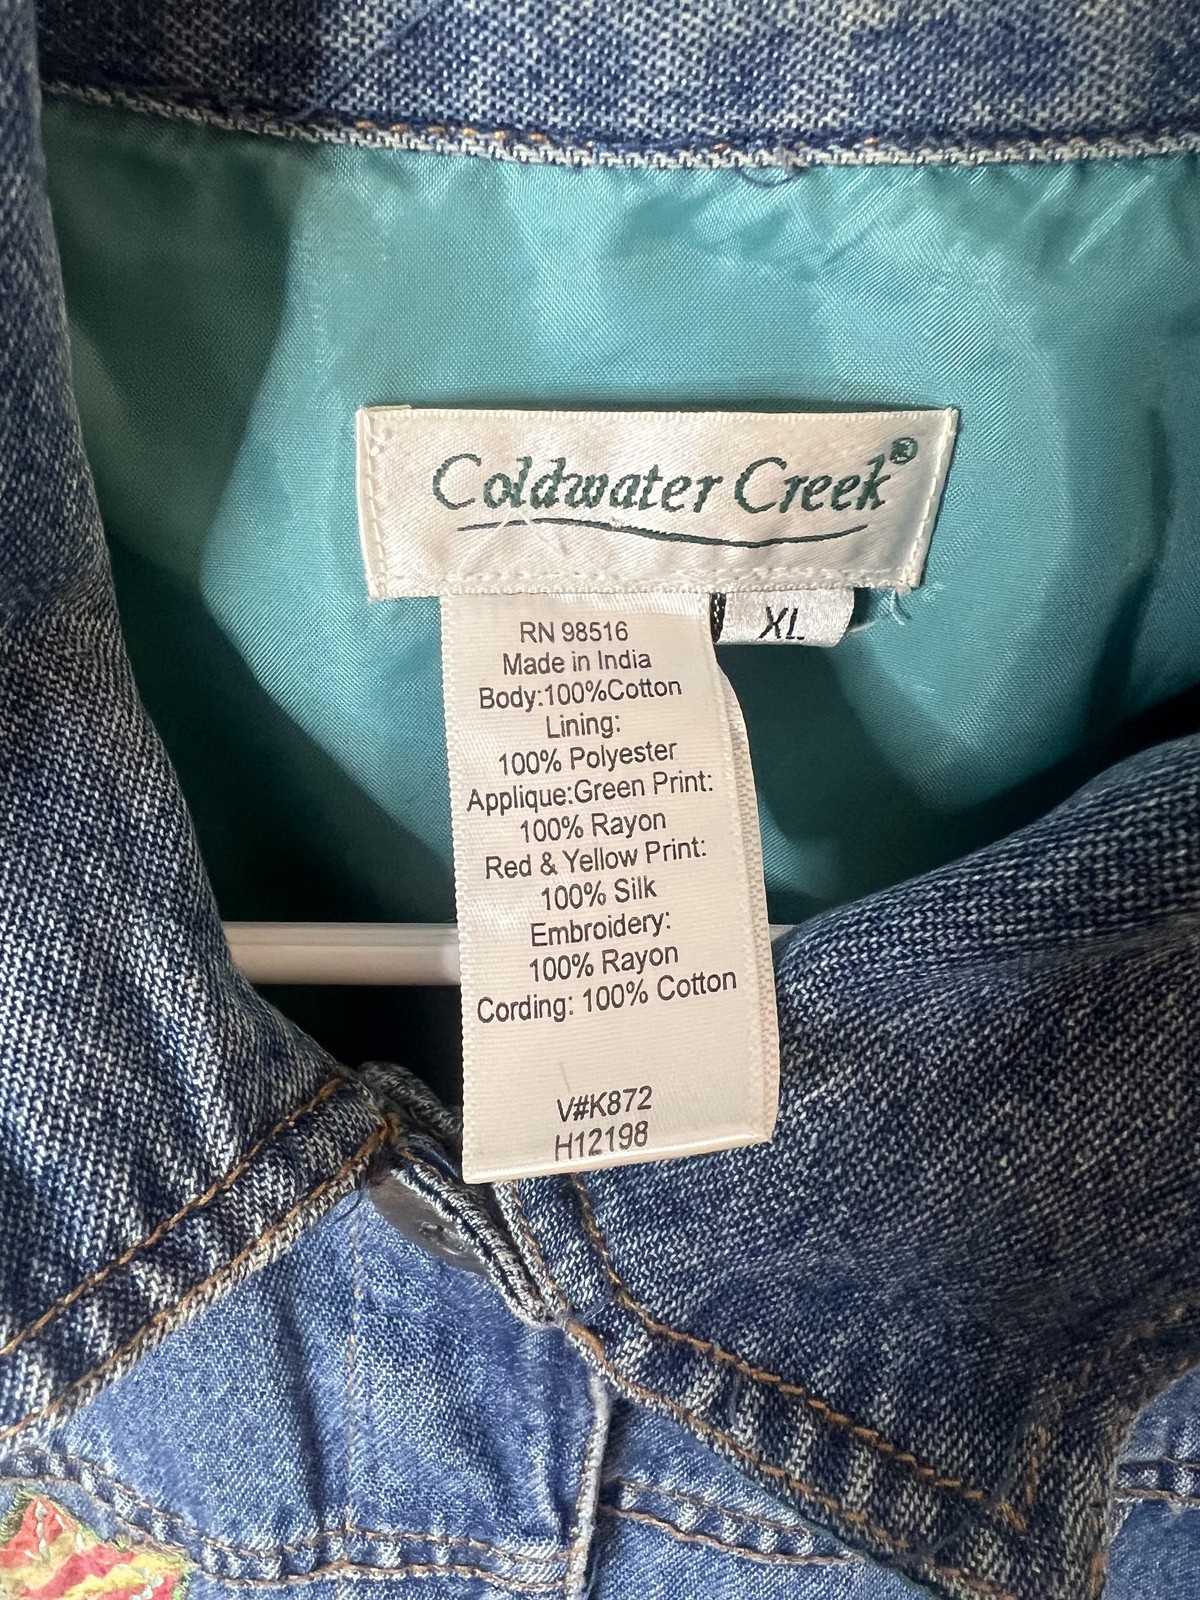 Coldwater Creek®
XL
RN 98516
Made in India
Body:100%Cotton
Lining:
100% Polyester
Applique:Green Print:
100% Rayon
Red & Yellow Print:
100% Silk
Embroidery:
100% Rayon
Cording: 100% Cotton
V#K872
H12198